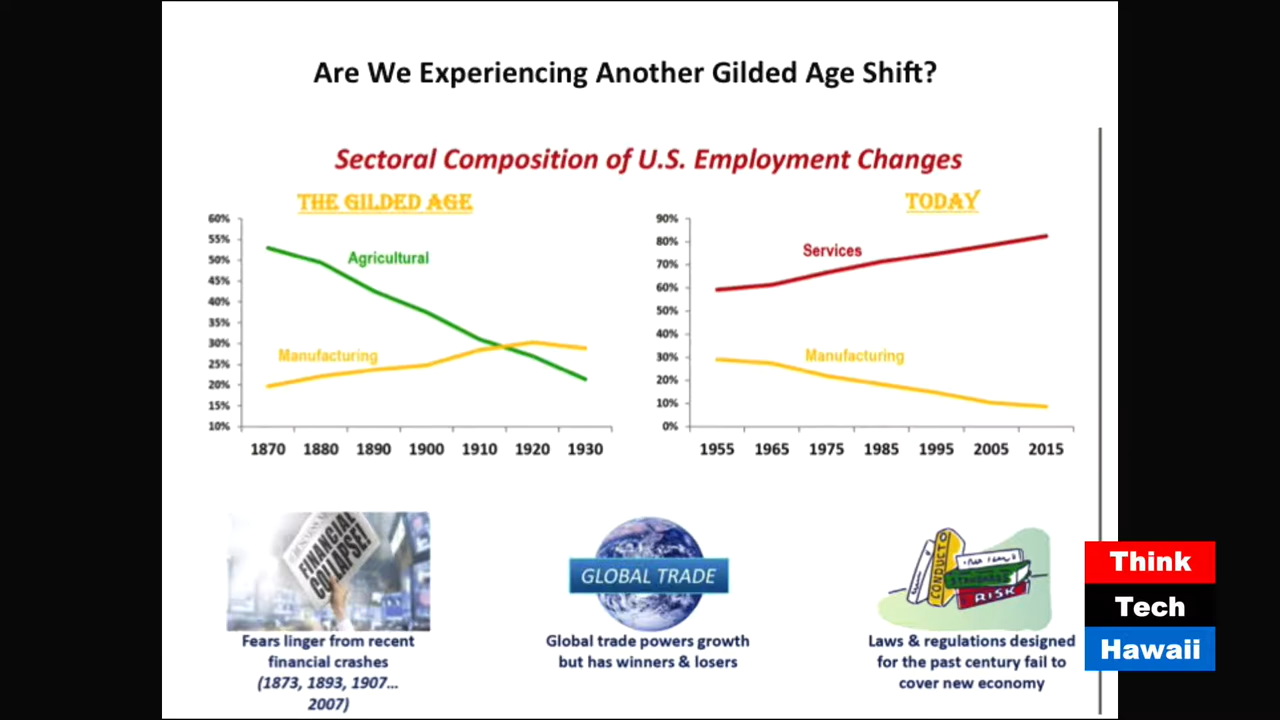 Are We Experiencing Another Gilded Age Shift?
Sectoral Composition of U.S. Employment Changes
THE GILDED AGE
60%
55%
50%
45%
40%
35%
30%
25%
20%
15%
10%
Agricultural
Manufacturing
1870 1880 1890 1900 1910 1920 1930
TODAY
90%
80%
70%
60%
50%
40%
30%
20%
10%
0%
Services
Manufacturing
1955 1965 1975 1985 1995 2005 2015
FINANCIAL
COLLAPSE!
Fears linger from recent
financial crashes
(1873, 1893, 1907...
2007)
GLOBAL TRADE
Global trade powers growth
but has winners & losers
CONDUCT
STANDARDS
RISK
Laws & regulations designed
for the past century fail to
cover new economy
Think
Tech
Hawaii